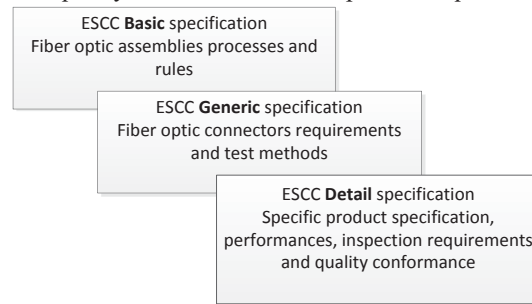 ESCC Basic specification
Fiber optic assemblies processes and
rules
ESCC Generic specification
Fiber optic connectors requirements
and test methods
ESCC Detail specification
Specific product specification,
performances, inspection requirements
and quality conformance